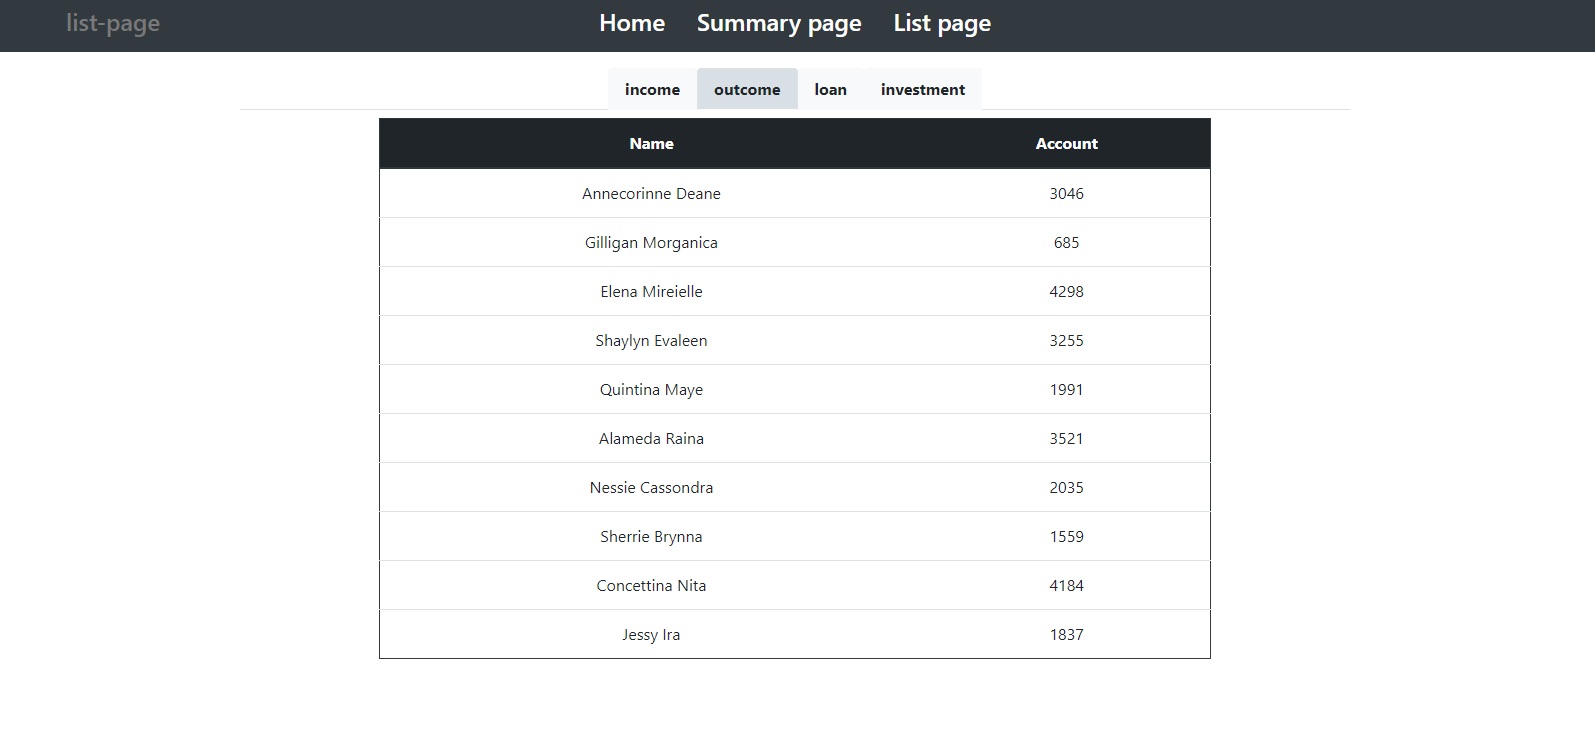 list-page Home Summary page List page
income outcome loan investment
Name Account
Annecorinne Deane 3046
Gilligan Morganica 685
Elena Mireielle 4298
Shaylyn Evaleen 3255
Quintina Maye 1991
Alameda Raina 3521
Nessie Cassondra 2035
Sherrie Brynna 1559
Concettina Nita 4184
Jessy Ira 1837